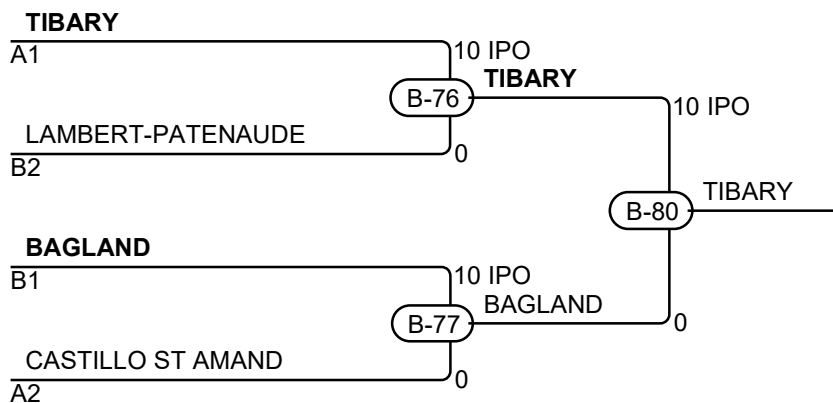 TIBARY
A1
10 IPO
B-76
TIBARY
LAMBERT-PATENAUDE
B2
0
10 IPO
B-80
TIBARY
BAGLAND
B1
10 IPO
B-77
BAGLAND
0
CASTILLO ST AMAND
A2
0